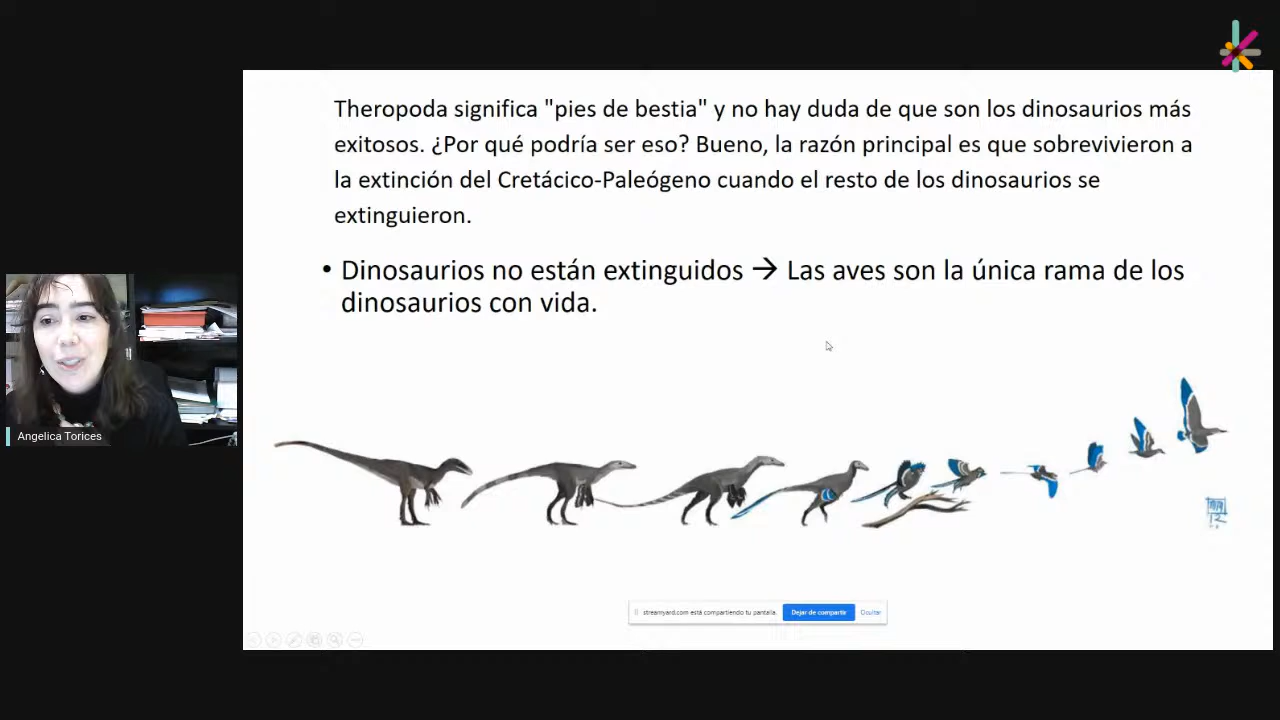 Theropoda significa "pies de bestia" y no hay duda de que son los dinosaurios más
exitosos. ¿Por qué podría ser eso? Bueno, la razón principal es que sobrevivieron a
la extinción del Cretácico-Paleógeno cuando el resto de los dinosaurios se
extinguieron.
• Dinosaurios no están extinguidos → Las aves son la única rama de los
dinosaurios con vida.
Angelica Torices
streamyard.com está compartiendo tu pantalla. Dejar de compartir Ocultar